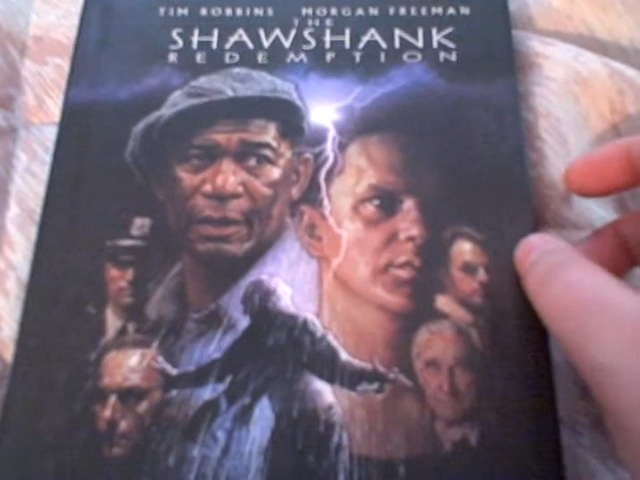 TIM ROBBINS MORGAN FREEMAN
THE
SHAWSHANK
REDEMPTION